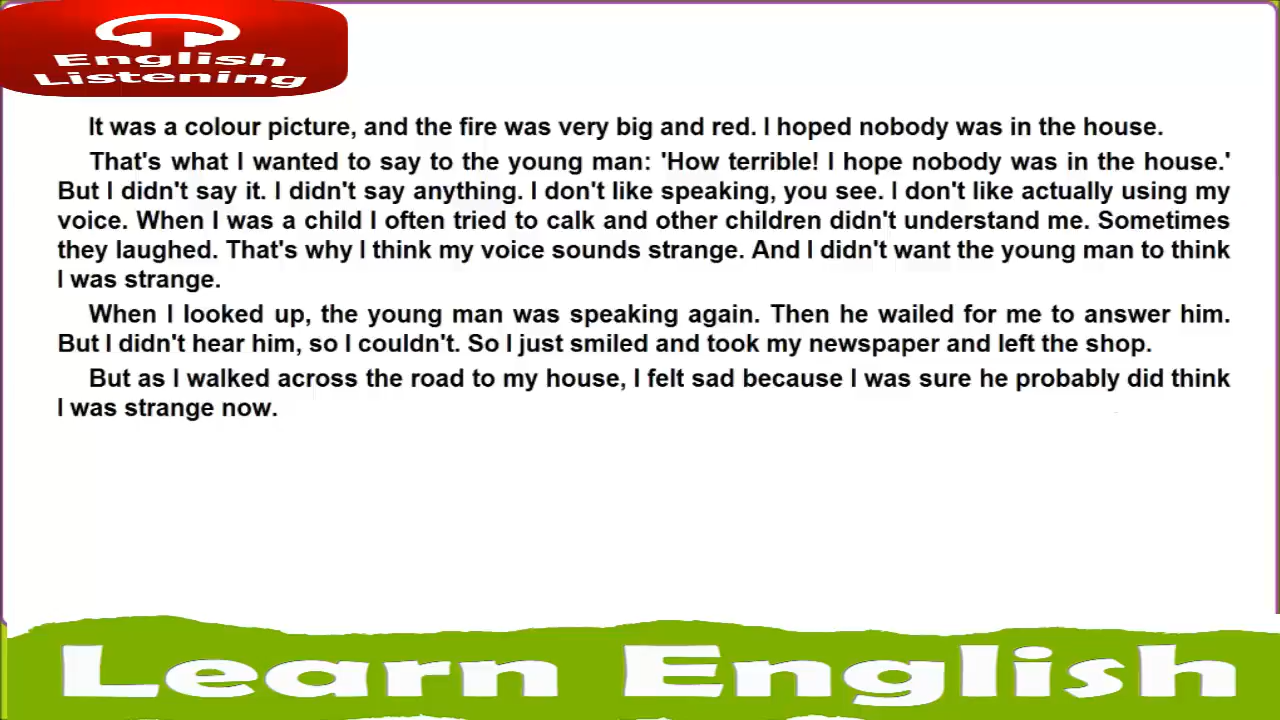 English
Listening
It was a colour picture, and the fire was very big and red. I hoped nobody was in the house.
That's what I wanted to say to the young man: 'How terrible! I hope nobody was in the house.'
But I didn't say it. I didn't say anything. I don't like speaking, you see. I don't like actually using my
voice. When I was a child I often tried to calk and other children didn't understand me. Sometimes
they laughed. That's why I think my voice sounds strange. And I didn't want the young man to think
I was strange.
When I looked up, the young man was speaking again. Then he wailed for me to answer him.
But I didn't hear him, so I couldn't. So I just smiled and took my newspaper and left the shop.
But as I walked across the road to my house, I felt sad because I was sure he probably did think
I was strange now.
Learn English